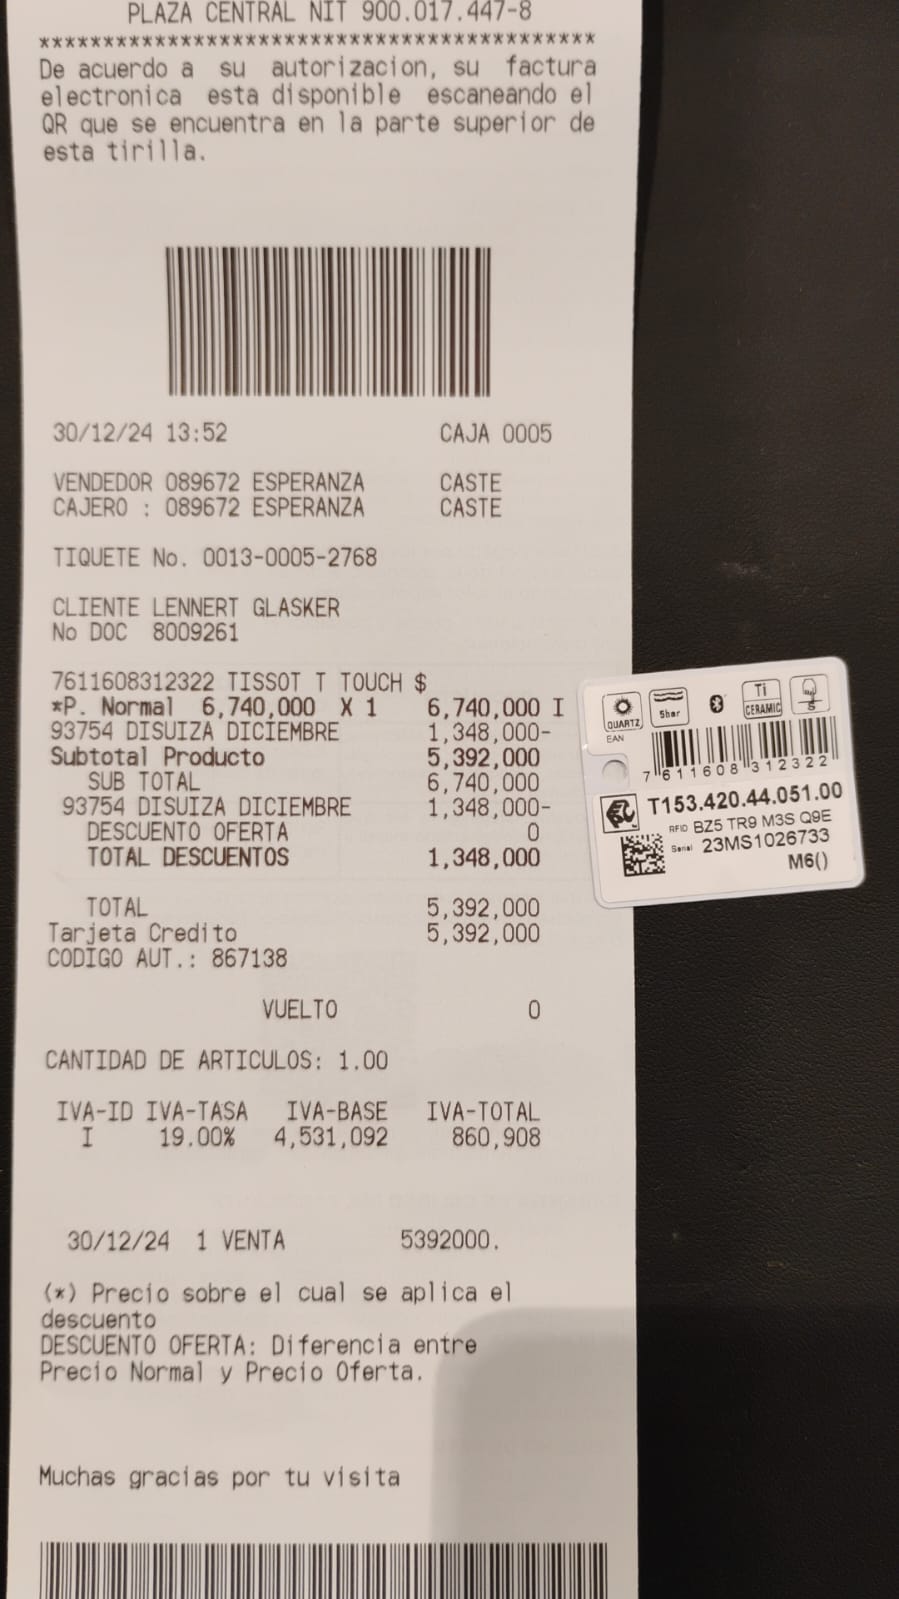 PLAZA CENTRAL NIT 900.017.447-8
********************************************
De acuerdo a su autorizacion, su factura
electronica esta disponible escaneando el
QR que se encuentra en la parte superior de
esta tirilla.
30/12/24 13:52 CAJA 0005
VENDEDOR 089672 ESPERANZA CASTE
CAJERO : 089672 ESPERANZA CASTE
TIQUETE No. 0013-0005-2768
CLIENTE LENNERT GLASKER
No DOC 8009261
7611608312322 TISSOT T TOUCH $
*P. Normal 6,740,000 X 1 6,740,000 I
93754 DISUIZA DICIEMBRE 1,348,000-
Subtotal Producto 5,392,000
SUB TOTAL 6,740,000
93754 DISUIZA DICIEMBRE 1,348,000-
DESCUENTO OFERTA 0
TOTAL DESCUENTOS 1,348,000
TOTAL 5,392,000
Tarjeta Credito 5,392,000
CODIGO AUT.: 867138
VUELTO 0
CANTIDAD DE ARTICULOS: 1.00
IVA-ID IVA-TASA IVA-BASE IVA-TOTAL
I 19.00% 4,531,092 860,908
30/12/24 1 VENTA 5392000.
(*) Precio sobre el cual se aplica el
descuento
DESCUENTO OFERTA: Diferencia entre
Precio Normal y Precio Oferta.
Muchas gracias por tu visita
QUARTZ 5bar Ti CERAMIC
EAN
7 611608 312322
T153.420.44.051.00
RFID BZ5 TR9 M3S Q9E
Serial 23MS1026733
M6()